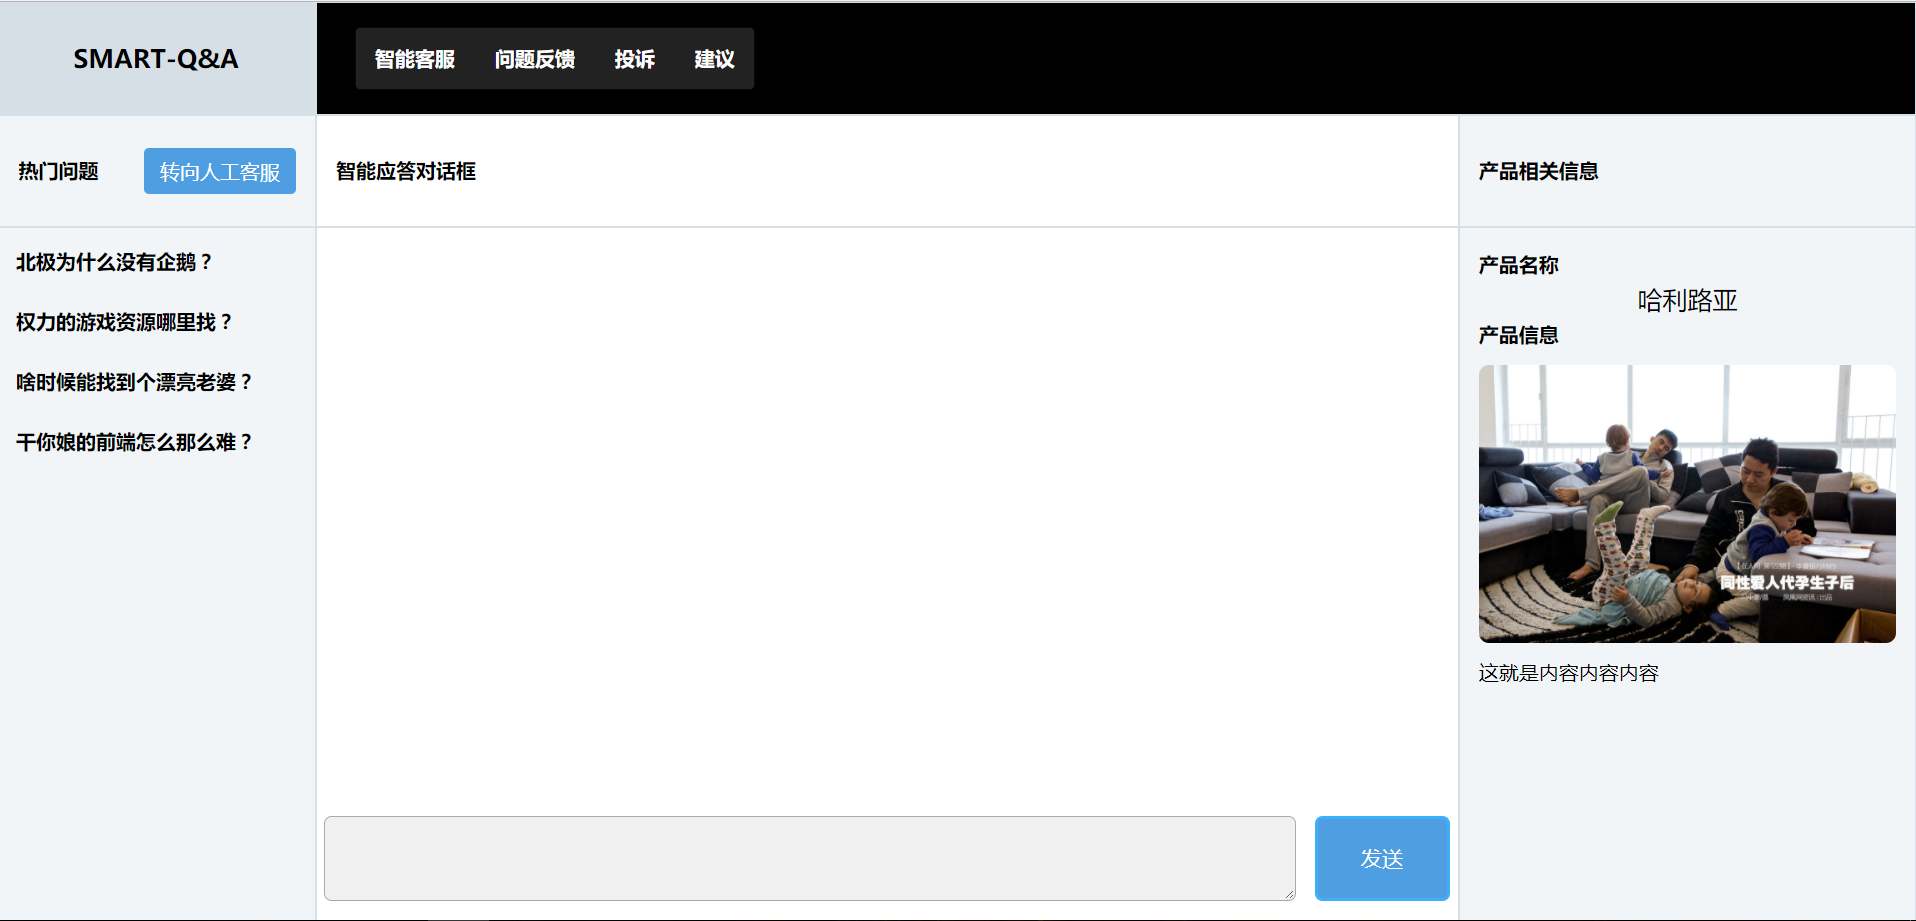 SMART-Q&A
智能客服 问题反馈 投诉 建议
热门问题 转向人工客服
智能应答对话框
产品相关信息
北极为什么没有企鹅？
权力的游戏资源哪里找？
啥时候能找到个漂亮老婆？
干你娘的前端怎么那么难？
发送
产品名称
哈利路亚
产品信息
同性爱人代孕生子后
这就是内容内容内容